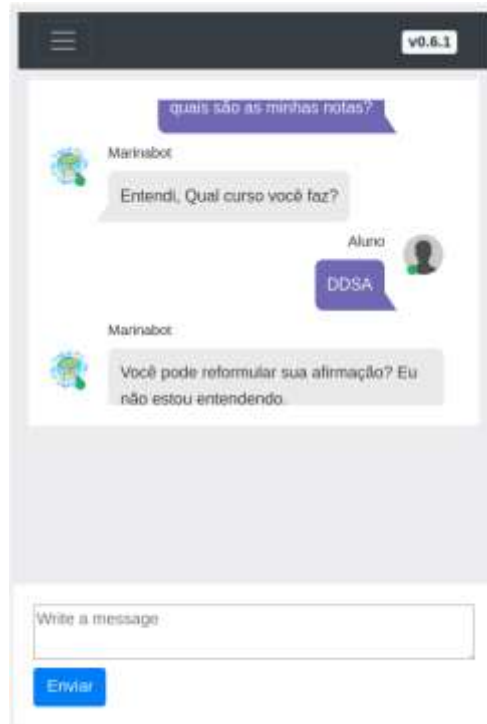 v0.6.1
quais são as minhas notas?
Marinabot
Entendi, Qual curso você faz?
Aluno
DDSA
Marinabot
Você pode reformular sua afirmação? Eu
não estou entendendo.
Write a message
Enviar